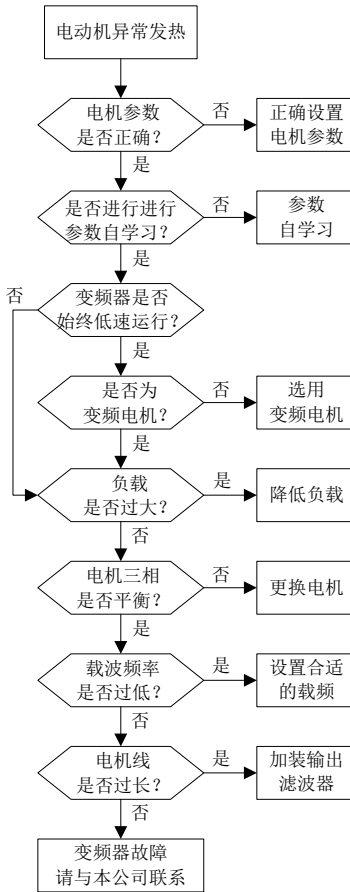 电动机异常发热
电机参数
是否正确？
否
正确设置
电机参数
是
是否进行进行
参数自学习？
否
参数
自学习
是
否
变频器是否
始终低速运行？
是
是否为
变频电机？
否
选用
变频电机
是
负载
是否过大？
是
降低负载
否
电机三相
是否平衡？
否
更换电机
是
载波频率
是否过低？
是
设置合适
的载频
否
电机线
是否过长？
是
加装输出
滤波器
否
变频器故障
请与本公司联系